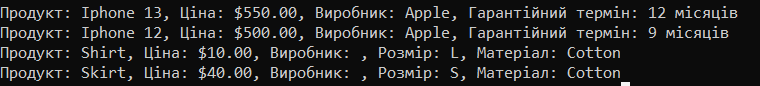 Продукт: Iphone 13, Ціна: $550.00, Виробник: Apple, Гарантійний термін: 12 місяців
Продукт: Iphone 12, Ціна: $500.00, Виробник: Apple, Гарантійний термін: 9 місяців
Продукт: Shirt, Ціна: $10.00, Виробник: , Розмір: L, Матеріал: Cotton
Продукт: Skirt, Ціна: $40.00, Виробник: , Розмір: S, Матеріал: Cotton